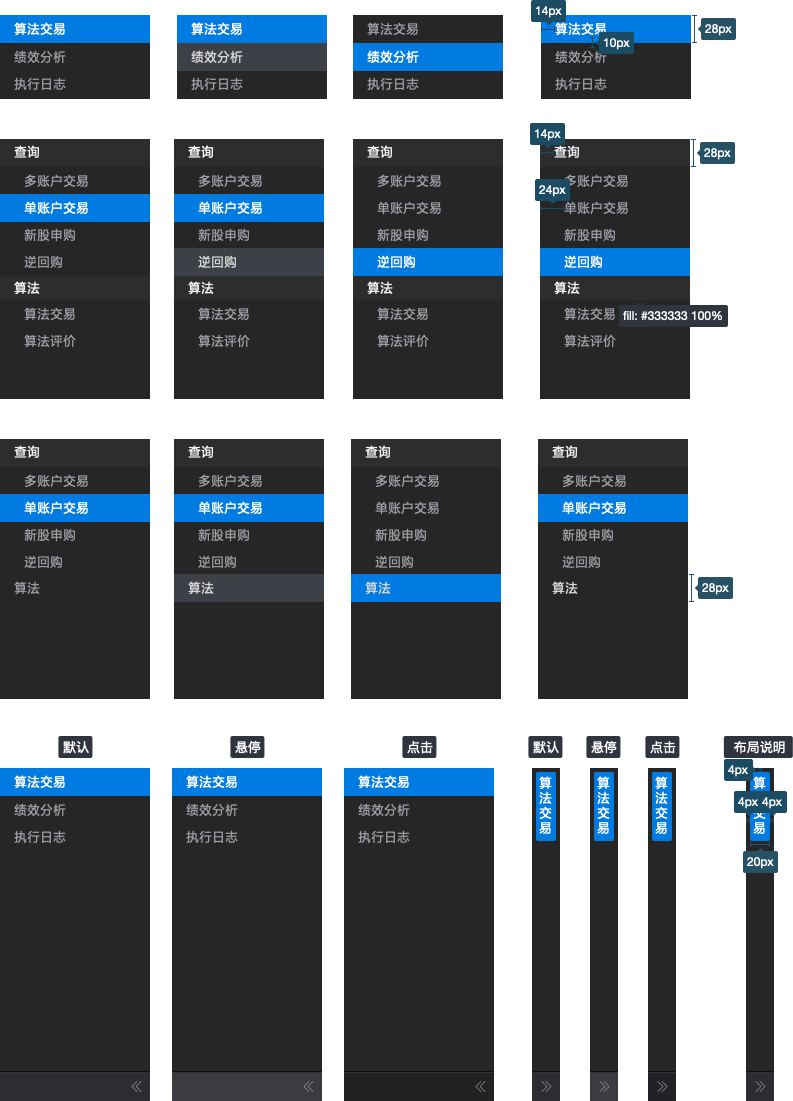 算法交易
绩效分析
执行日志
算法交易
绩效分析
执行日志
算法交易
绩效分析
执行日志
14px
算法交易
28px
10px
绩效分析
执行日志
查询
多账户交易
单账户交易
新股申购
逆回购
算法
算法交易
算法评价
查询
多账户交易
单账户交易
新股申购
逆回购
算法
算法交易
算法评价
查询
多账户交易
单账户交易
新股申购
逆回购
算法
算法交易
算法评价
14px
查询
28px
多账户交易
24px
单账户交易
新股申购
逆回购
算法
算法交易
fill: #333333 100%
算法评价
查询
多账户交易
单账户交易
新股申购
逆回购
算法
查询
多账户交易
单账户交易
新股申购
逆回购
算法
查询
多账户交易
单账户交易
新股申购
逆回购
算法
查询
多账户交易
单账户交易
新股申购
逆回购
算法
28px
默认
算法交易
绩效分析
执行日志
悬停
算法交易
绩效分析
执行日志
点击
算法交易
绩效分析
执行日志
默认
算法交易
悬停
算法交易
点击
算法交易
布局说明
4px
算
4px 4px
交
易
20px